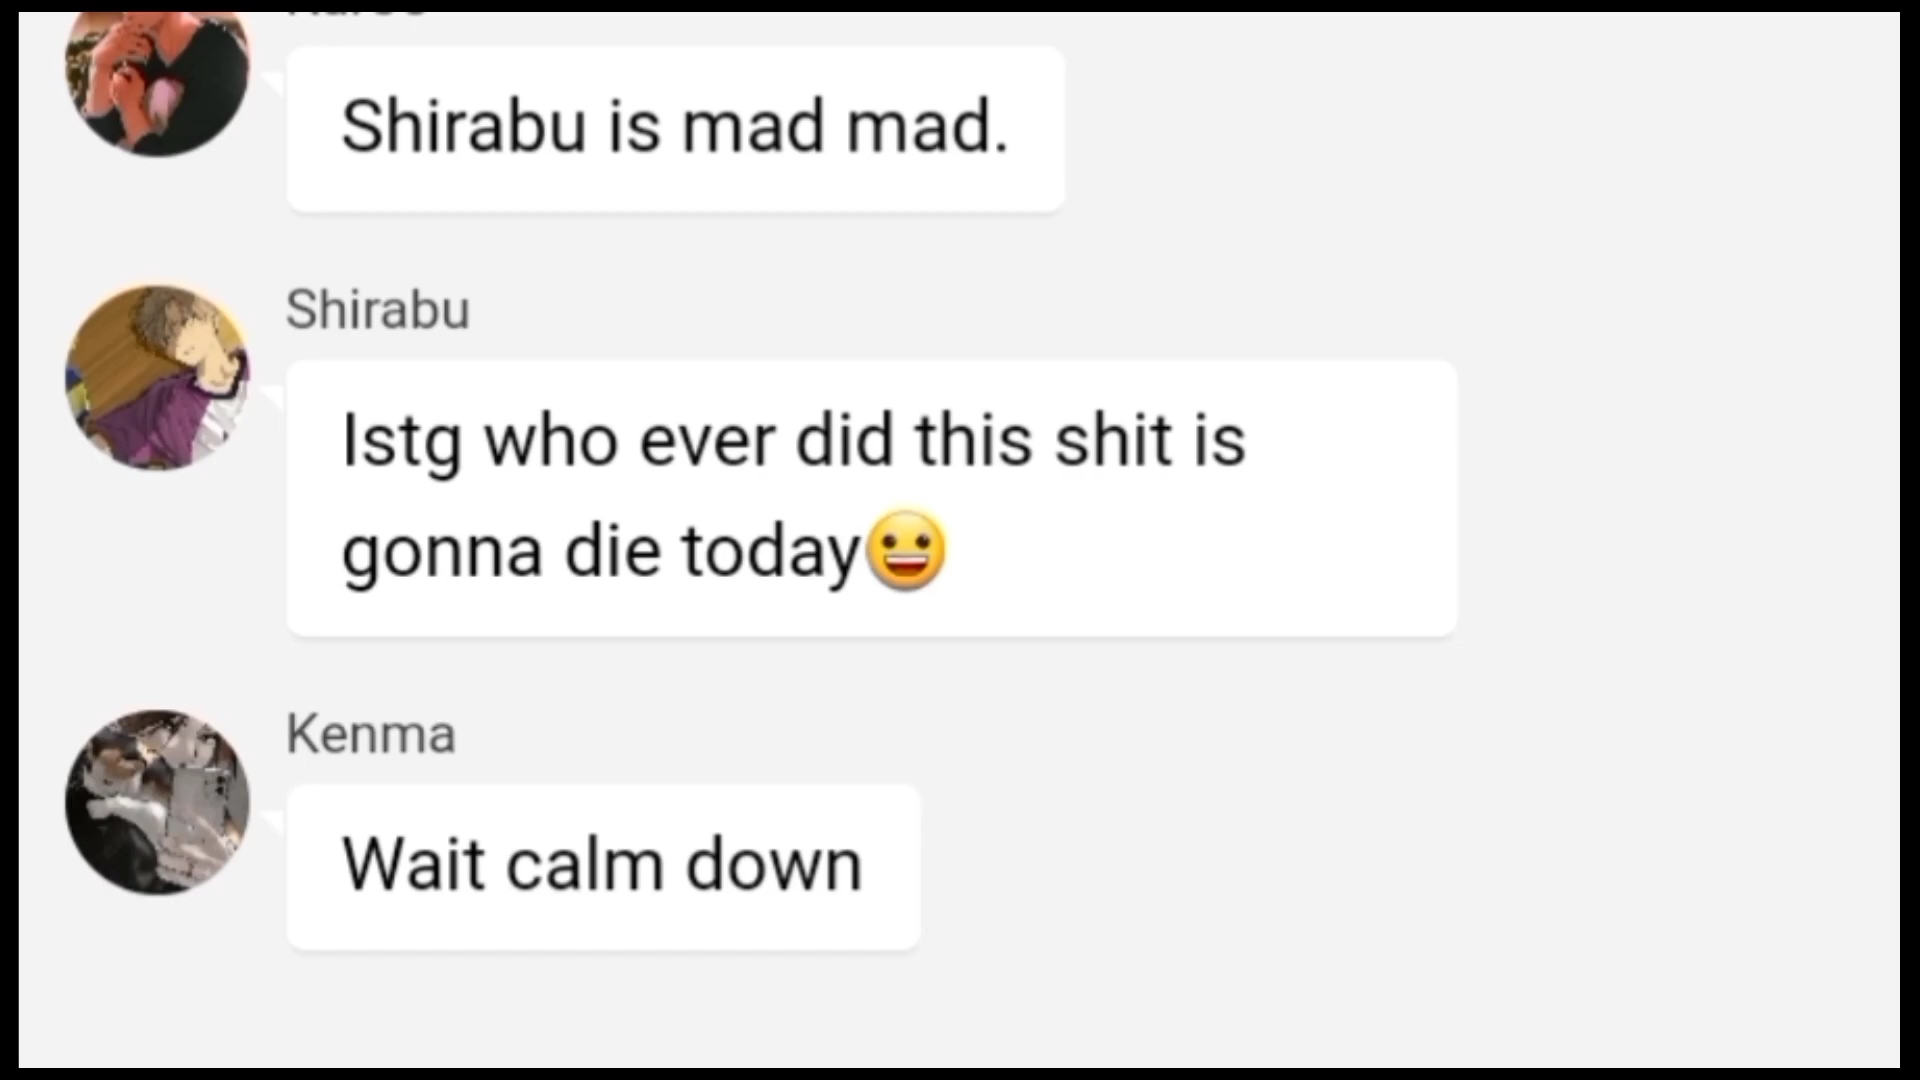 Shirabu is mad mad.
Shirabu
Istg who ever did this shit is
gonna die today😀
Kenma
Wait calm down